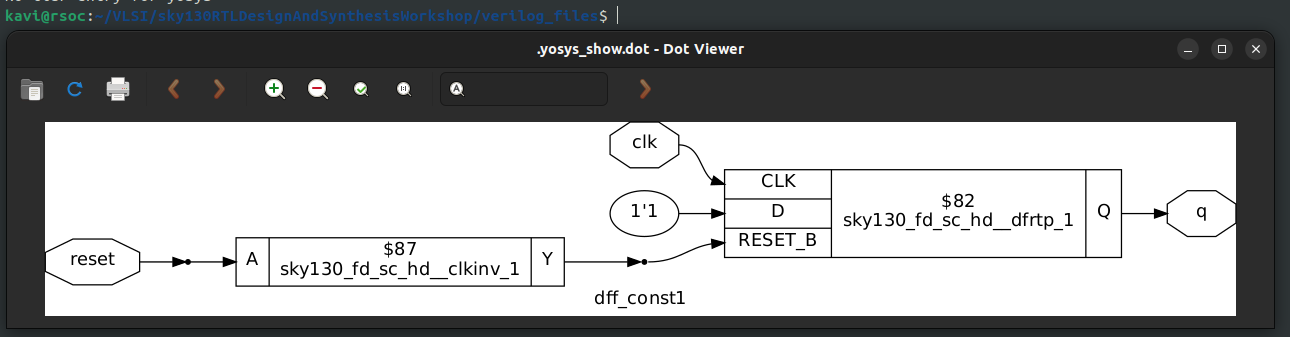 kavi@rsoc:~/VLSI/sky130RTLDesignAndSynthesisWorkshop/verilog_files$
.yosys_show.dot - Dot Viewer
clk
CLK
1'1
D
RESET_B
$82
sky130_fd_sc_hd__dfrtp_1
Q
q
reset
A
$87
sky130_fd_sc_hd__clkinv_1
Y
dff_const1